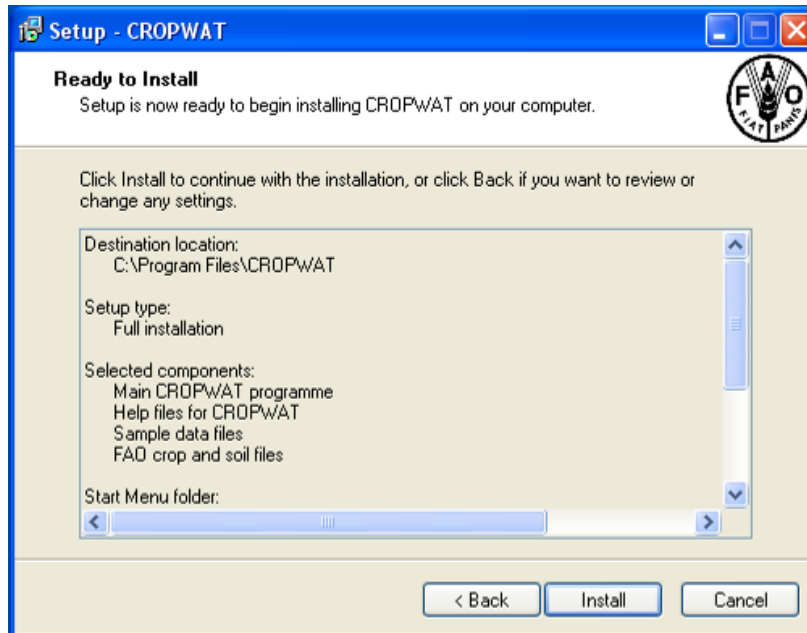 Setup - CROPWAT
Ready to Install
Setup is now ready to begin installing CROPWAT on your computer.
F A O
FIAT PANIS
Click Install to continue with the installation, or click Back if you want to review or
change any settings.
Destination location:
C:\Program Files\CROPWAT
Setup type:
Full installation
Selected components:
Main CROPWAT programme
Help files for CROPWAT
Sample data files
FAO crop and soil files
Start Menu folder:
< Back
Install
Cancel